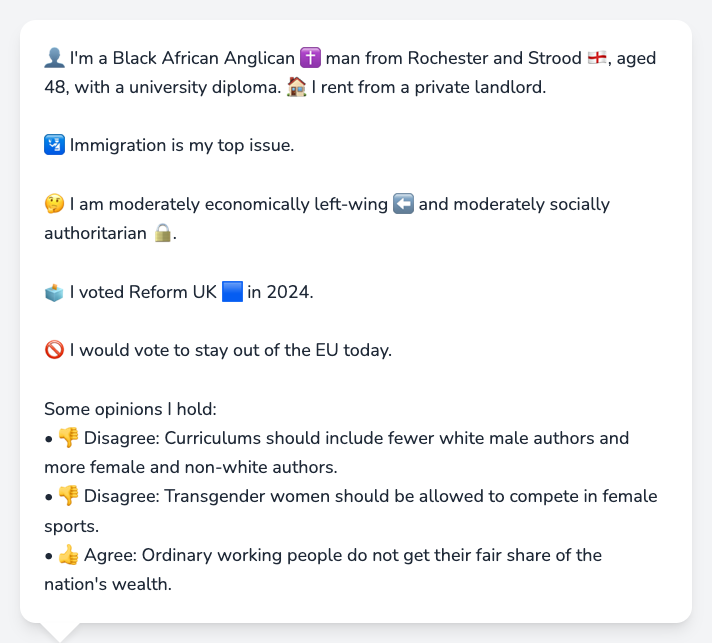 👤 I'm a Black African Anglican ✝️ man from Rochester and Strood 🏴󠁧󠁢󠁥󠁮󠁧󠁿, aged
48, with a university diploma. 🏠 I rent from a private landlord.
🛂 Immigration is my top issue.
🤔 I am moderately economically left-wing ⬅️ and moderately socially
authoritarian 🔒.
🗳️ I voted Reform UK 🟦 in 2024.
🚫 I would vote to stay out of the EU today.
Some opinions I hold:
• 👎 Disagree: Curriculums should include fewer white male authors and
more female and non-white authors.
• 👎 Disagree: Transgender women should be allowed to compete in female
sports.
• 👍 Agree: Ordinary working people do not get their fair share of the
nation's wealth.